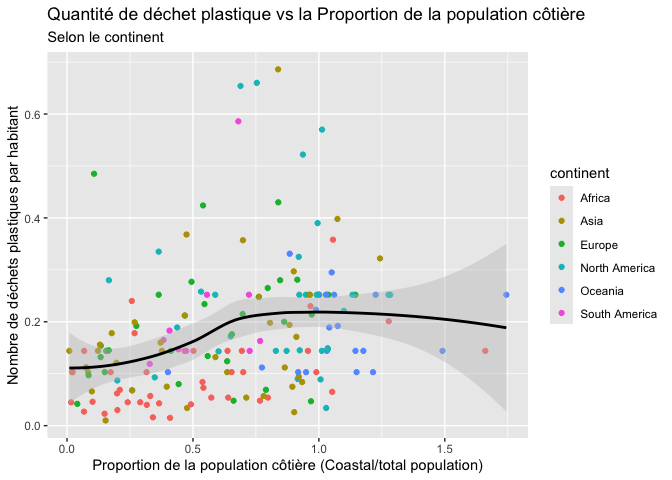 Quantité de déchet plastique vs la Proportion de la population côtière
Selon le continent
Nombre de déchets plastiques par habitant
0.6
0.4
0.2
0.0
0.0
0.5
1.0
1.5
Proportion de la population côtière (Coastal/total population)
continent
Africa
Asia
Europe
North America
Oceania
South America